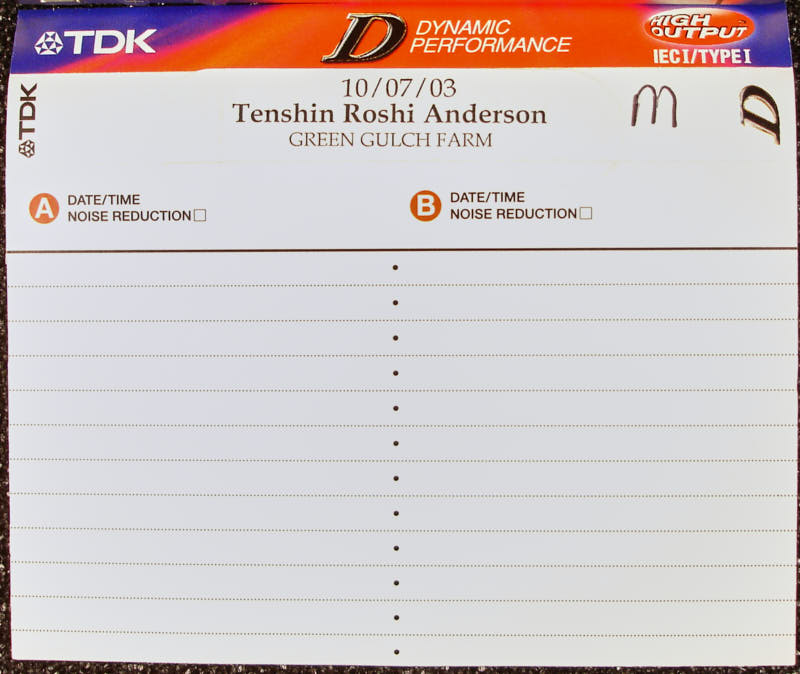 TDK
D DYNAMIC PERFORMANCE
HIGH OUTPUT
IECI/TYPE I
TDK
10/07/03
Tenshin Roshi Anderson
GREEN GULCH FARM
m
D
A DATE/TIME
NOISE REDUCTION
B DATE/TIME
NOISE REDUCTION